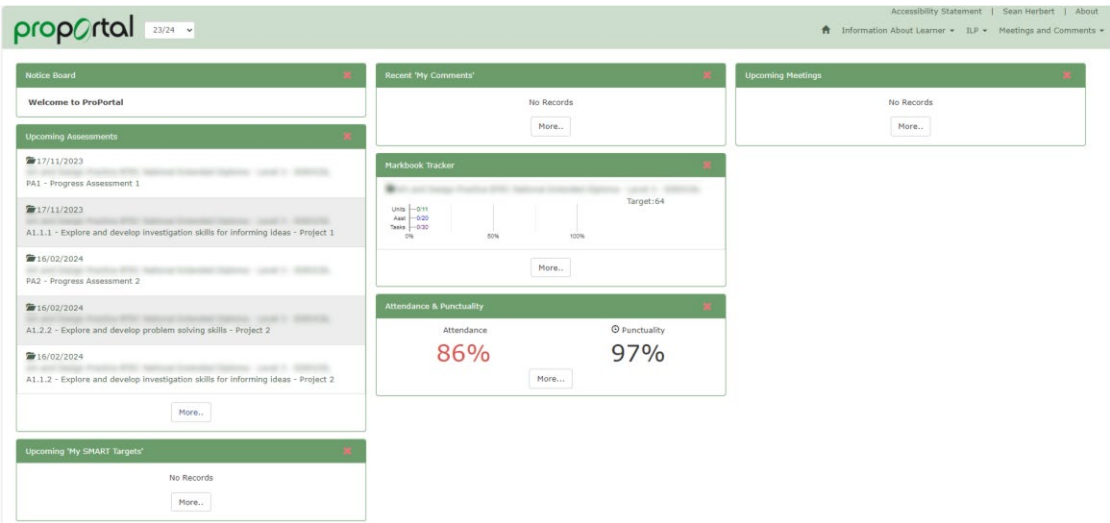 Accessibility Statement | Sean Herbert | About
proportal 23/24
Information About Learner ILP Meetings and Comments
Notice Board
Welcome to ProPortal
Upcoming Assessments
17/11/2023
PA1 - Progress Assessment 1
17/11/2023
A1.1.1 - Explore and develop investigation skills for informing ideas - Project 1
16/02/2024
PA2 - Progress Assessment 2
16/02/2024
A1.2.2 - Explore and develop problem solving skills - Project 2
16/02/2024
A1.1.2 - Explore and develop investigation skills for informing ideas - Project 2
More..
Upcoming 'My SMART Targets'
No Records
More..
Recent 'My Comments'
No Records
More..
Markbook Tracker
Target:64
Units 0/11
Asst 0/20
Tasks 0/30
0% 50% 100%
More..
Attendance & Punctuality
Attendance Punctuality
86% 97%
More...
Upcoming Meetings
No Records
More..